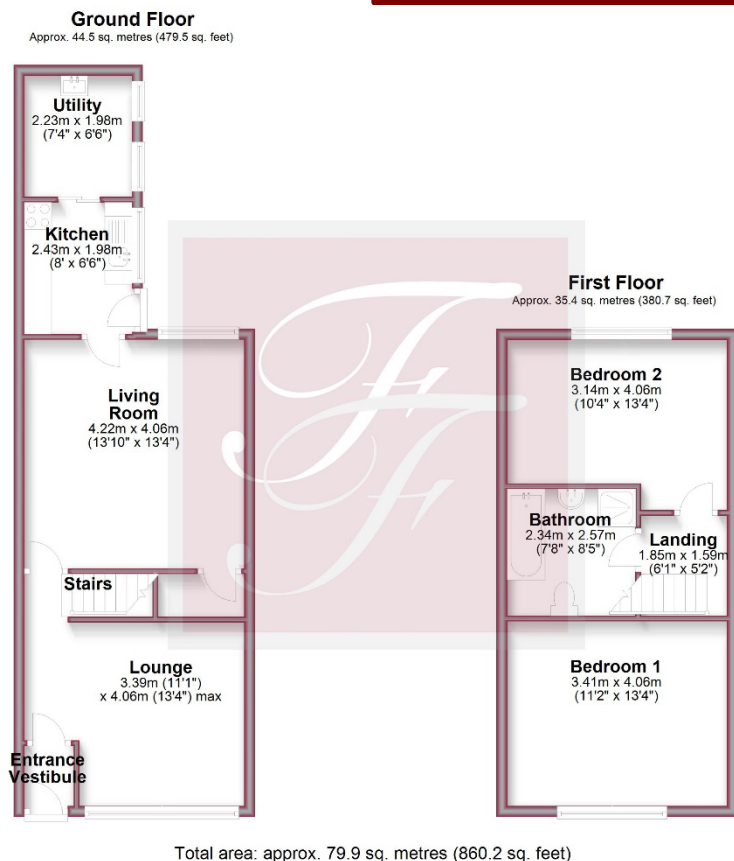 Ground Floor
Approx. 44.5 sq. metres (479.5 sq. feet)
Utility
2.23m x 1.98m
(7'4" x 6'6")
Kitchen
2.43m x 1.98m
(8' x 6'6")
Living
Room
4.22m x 4.06m
(13'10" x 13'4")
Stairs
Lounge
3.39m (11'1")
x 4.06m (13'4") max
Entrance
Vestibule
First Floor
Approx. 35.4 sq. metres (380.7 sq. feet)
Bedroom 2
3.14m x 4.06m
(10'4" x 13'4")
Bathroom
2.34m x 2.57m
(7'8" x 8'5")
Landing
1.85m x 1.59m
(6'1" x 5'2")
Bedroom 1
3.41m x 4.06m
(11'2" x 13'4")
FF
Total area: approx. 79.9 sq. metres (860.2 sq. feet)